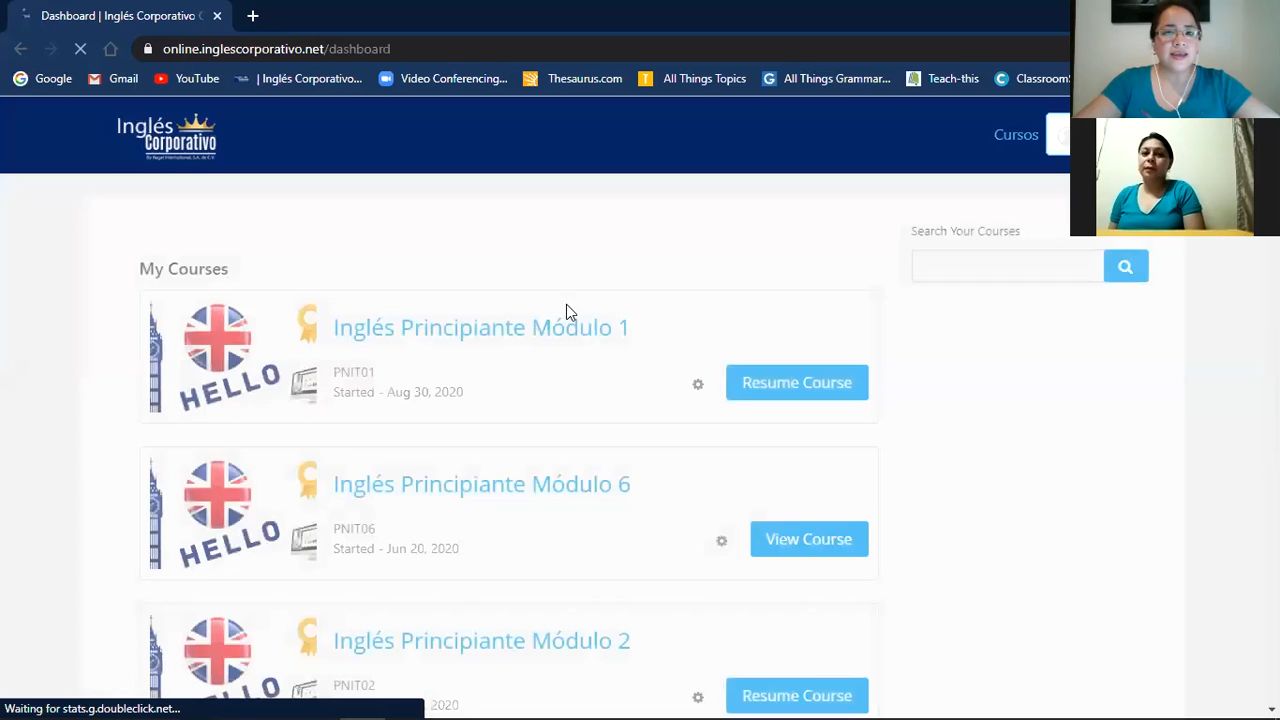 Dashboard | Inglés Corporativo
online.inglescorporativo.net/dashboard
Google
Gmail
YouTube
| Inglés Corporativo...
Video Conferencing,...
Thesaurus.com
All Things Topics
All Things Grammar...
Teach-this
ClassroomS
Inglés
Corporativo
Cursos
My Courses
Search Your Courses
HELLO
Inglés Principiante Módulo 1
PNIT01
Started - Aug 30, 2020
Resume Course
HELLO
Inglés Principiante Módulo 6
PNIT06
Started - Jun 20, 2020
View Course
Inglés Principiante Módulo 2
PNIT02
2020
Resume Course
Waiting for stats.g.doubleclick.net...